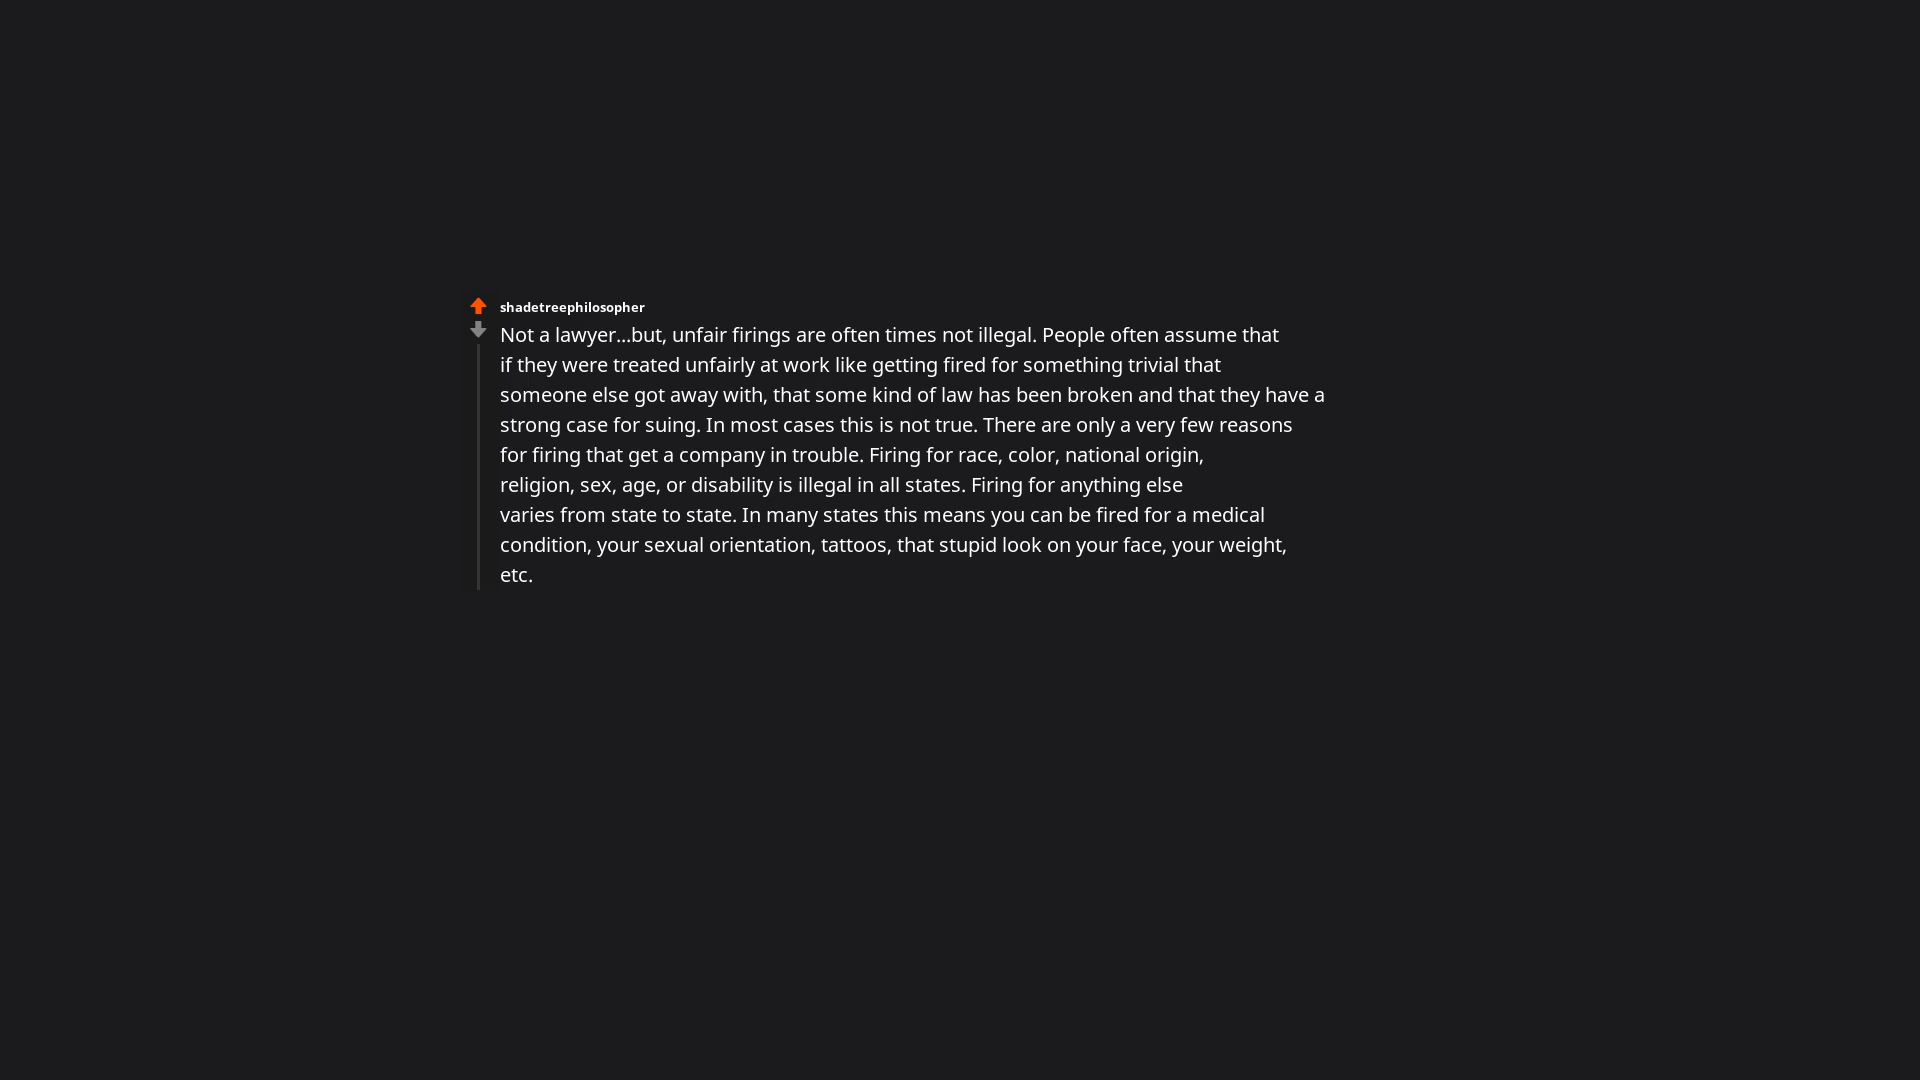 shadetreephilosopher
Not a lawyer...but, unfair firings are often times not illegal. People often assume that
if they were treated unfairly at work like getting fired for something trivial that
someone else got away with, that some kind of law has been broken and that they have a
strong case for suing. In most cases this is not true. There are only a very few reasons
for firing that get a company in trouble. Firing for race, color, national origin,
religion, sex, age, or disability is illegal in all states. Firing for anything else
varies from state to state. In many states this means you can be fired for a medical
condition, your sexual orientation, tattoos, that stupid look on your face, your weight,
etc.